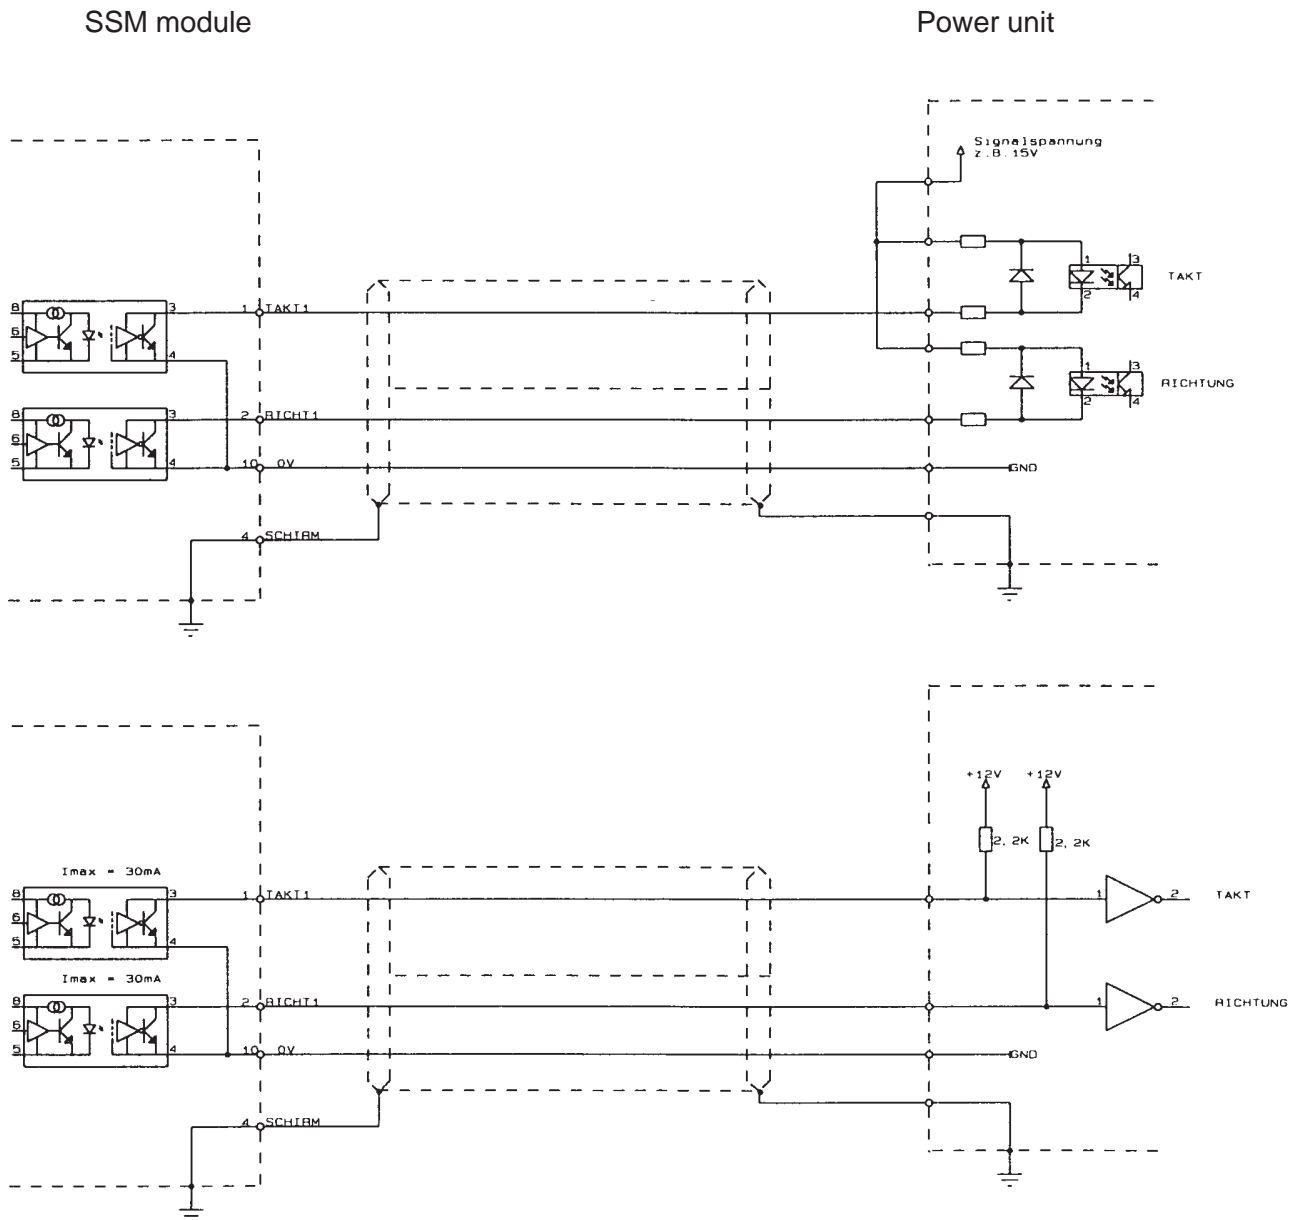 SSM module
Power unit
Signalspannung
z.B.15V
1
3
2
4
TAKT
8
6
5
3
4
1
TAKT1
1
3
2
4
RICHTUNG
8
6
5
3
4
2
RICHT1
10
0V
GND
4
SCHIRM
+12V
+12V
2, 2K
2, 2K
Imax = 30mA
8
6
5
3
4
1
TAKT1
1
2
TAKT
Imax = 30mA
8
6
5
3
4
2
RICHT1
1
2
RICHTUNG
10
0V
GND
4
SCHIRM